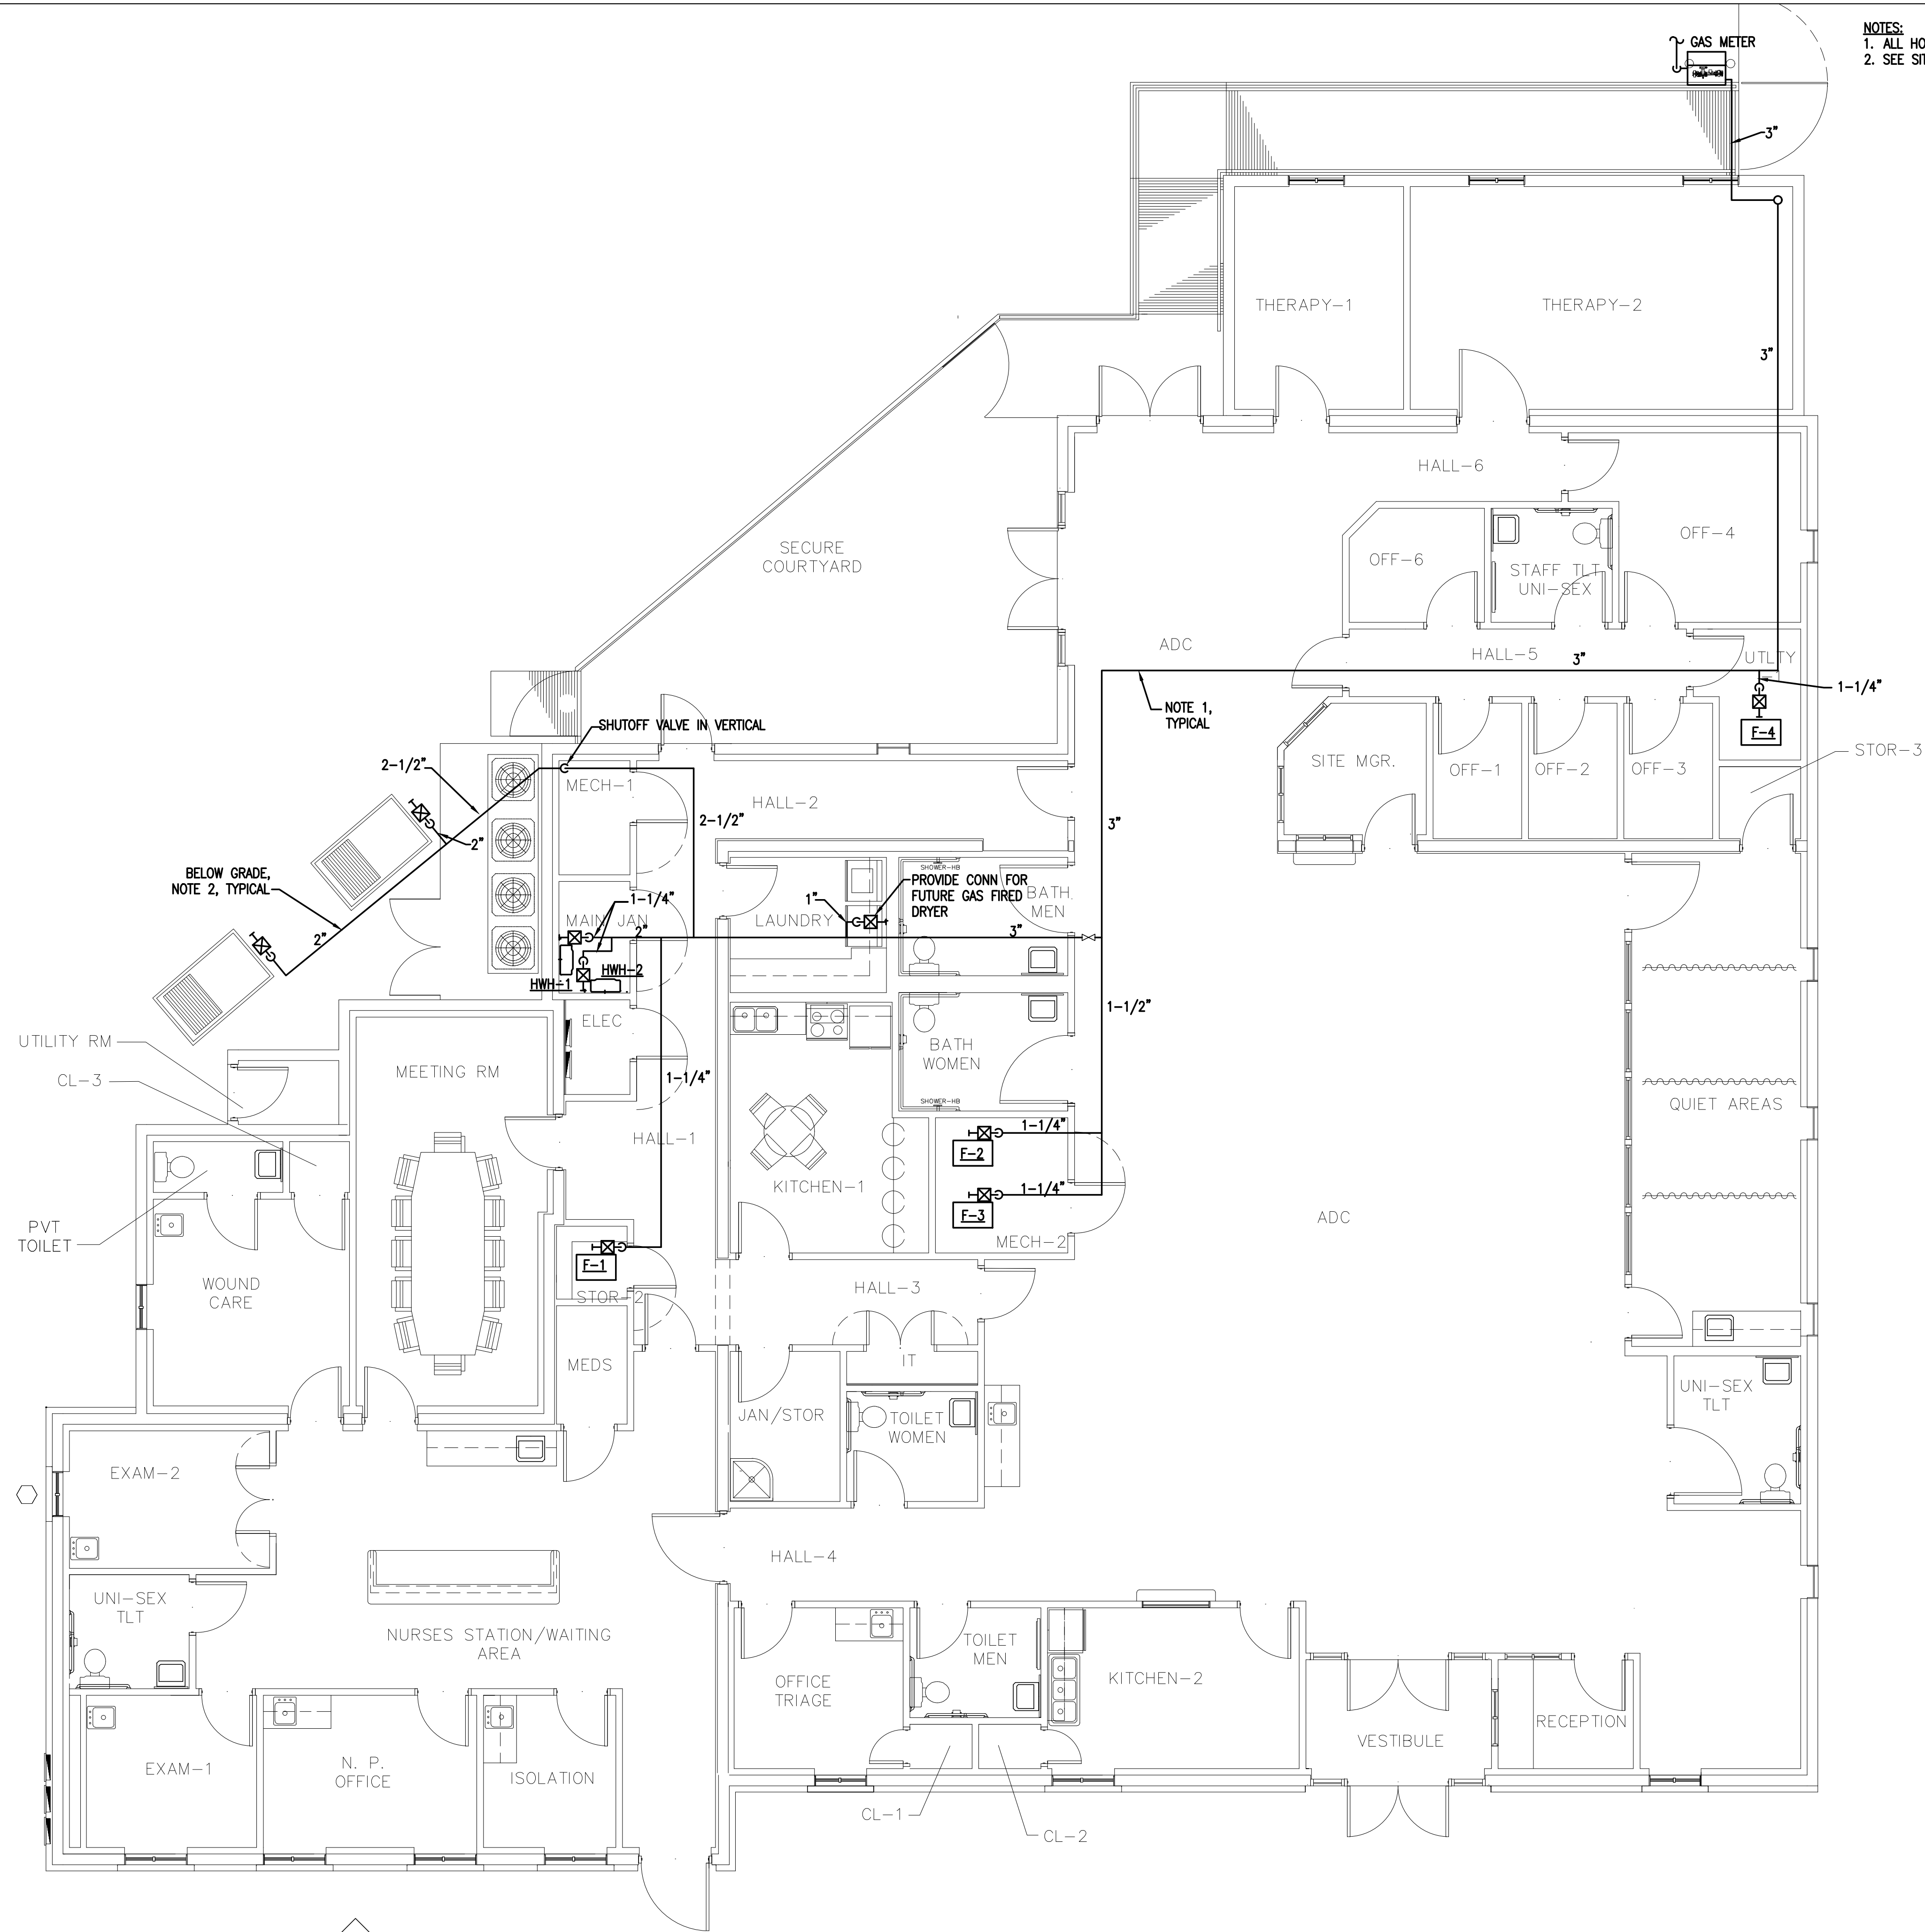 NOTES:
1. ALL HO
2. SEE SIT
GAS METER
3"
THERAPY-1
THERAPY-2
3"
HALL-6
OFF-4
OFF-6
STAFF TLT
UNI-SEX
SECURE
COURTYARD
ADC
HALL-5
3"
UTLTY
1-1/4"
NOTE 1,
TYPICAL
F-4
SHUTOFF VALVE IN VERTICAL
STOR-3
2-1/2"
MECH-1
SITE MGR.
OFF-1
OFF-2
OFF-3
HALL-2
2-1/2"
3"
2"
BELOW GRADE,
NOTE 2, TYPICAL
SHOWER-HB
PROVIDE CONN FOR
FUTURE GAS FIRED
DRYER
BATH
MEN
1-1/4"
1"
MAIN JAN
LAUNDRY
2"
2"
3"
HWH-2
HWH-1
1-1/2"
ELEC
UTILITY RM
BATH
WOMEN
MEETING RM
CL-3
1-1/4"
SHOWER-HB
QUIET AREAS
HALL-1
1-1/4"
F-2
KITCHEN-1
1-1/4"
F-3
ADC
PVT
TOILET
MECH-2
F-1
WOUND
CARE
HALL-3
STOR-2
IT
MEDS
UNI-SEX
TLT
JAN/STOR
TOILET
WOMEN
EXAM-2
HALL-4
UNI-SEX
TLT
NURSES STATION/WAITING
AREA
TOILET
MEN
OFFICE
TRIAGE
KITCHEN-2
RECEPTION
VESTIBULE
EXAM-1
N. P.
OFFICE
ISOLATION
CL-1
CL-2